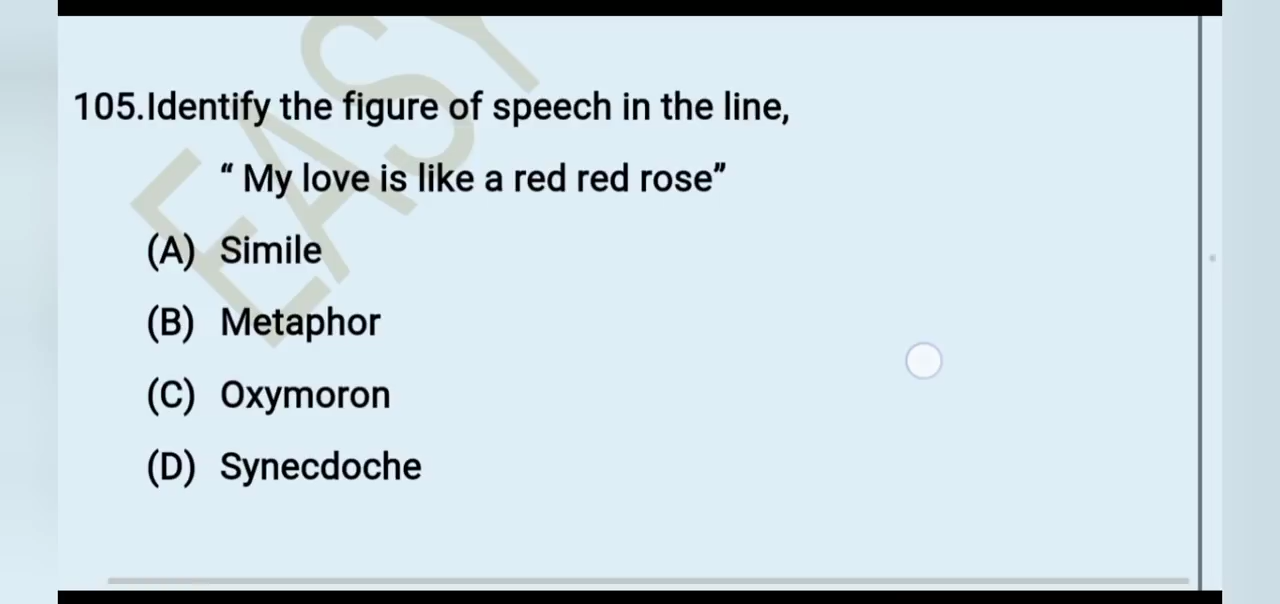 EASY
105.Identify the figure of speech in the line,
“ My love is like a red red rose”
(A) Simile
(B) Metaphor
(C) Oxymoron
(D) Synecdoche